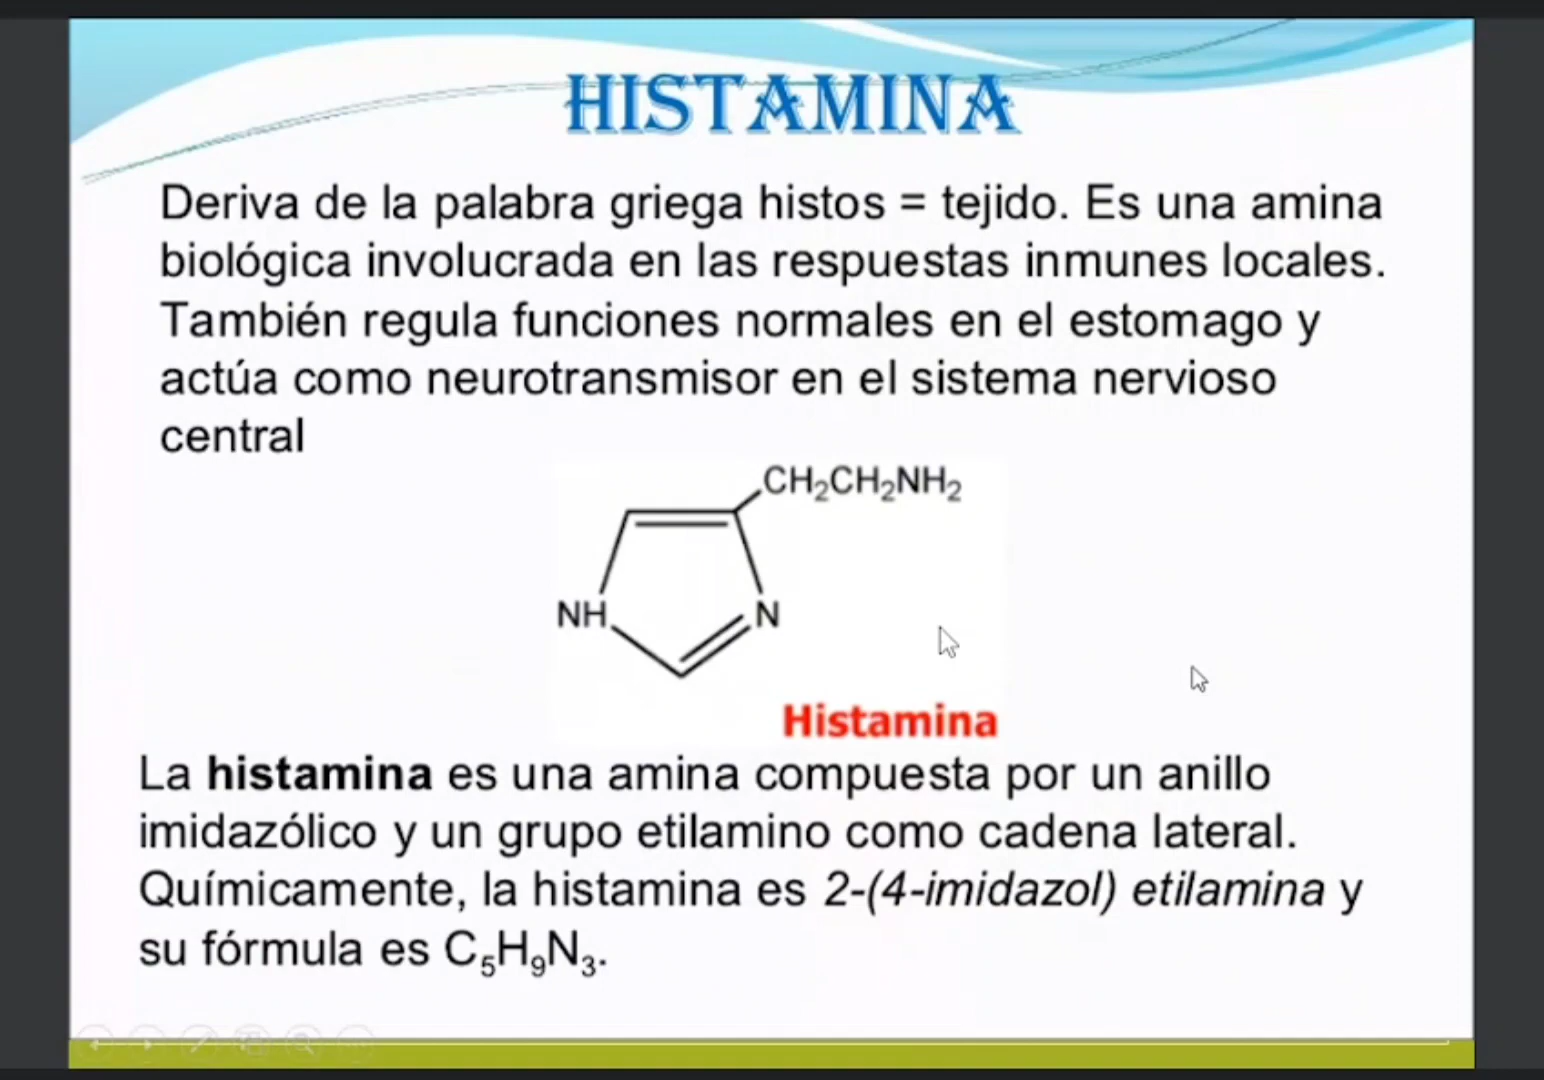 HISTAMINA
Deriva de la palabra griega histos = tejido. Es una amina
biológica involucrada en las respuestas inmunes locales.
También regula funciones normales en el estomago y
actúa como neurotransmisor en el sistema nervioso
central
CH₂CH₂NH₂
NH
N
Histamina
La histamina es una amina compuesta por un anillo
imidazólico y un grupo etilamino como cadena lateral.
Químicamente, la histamina es 2-(4-imidazol) etilamina y
su fórmula es C₅H₉N₃.